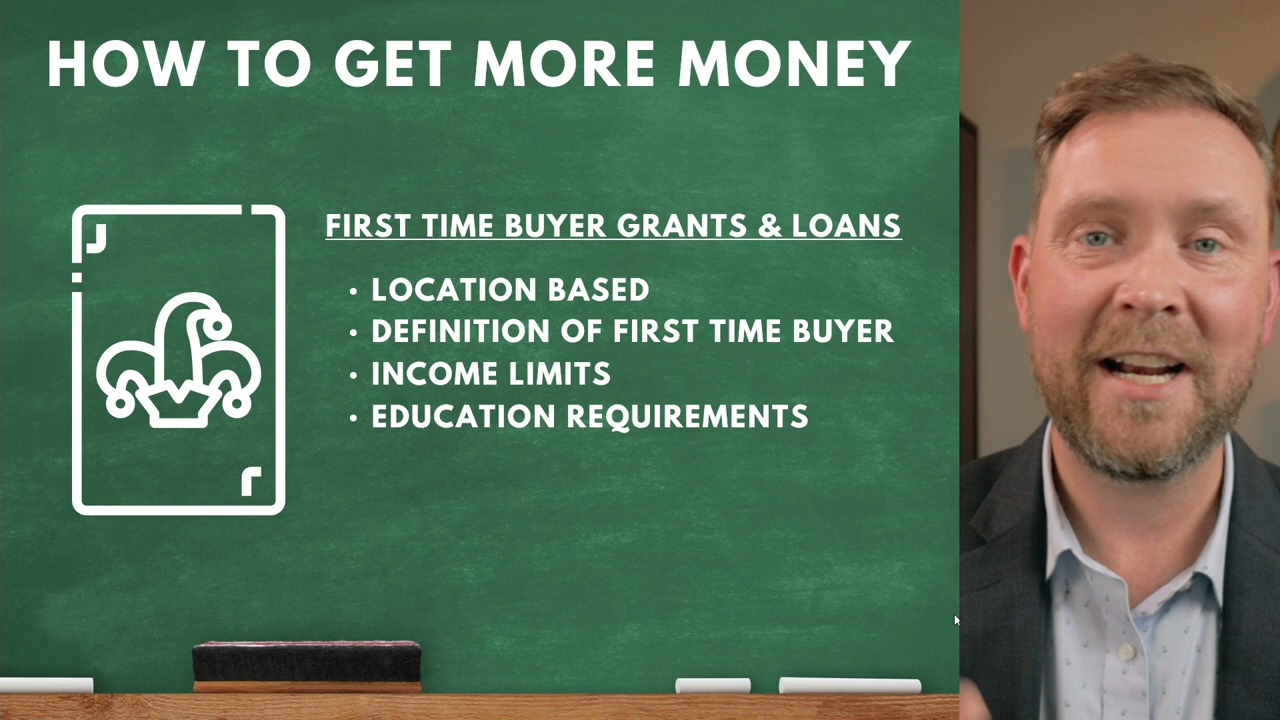 HOW TO GET MORE MONEY
J
FIRST TIME BUYER GRANTS & LOANS
• LOCATION BASED
• DEFINITION OF FIRST TIME BUYER
• INCOME LIMITS
• EDUCATION REQUIREMENTS
J